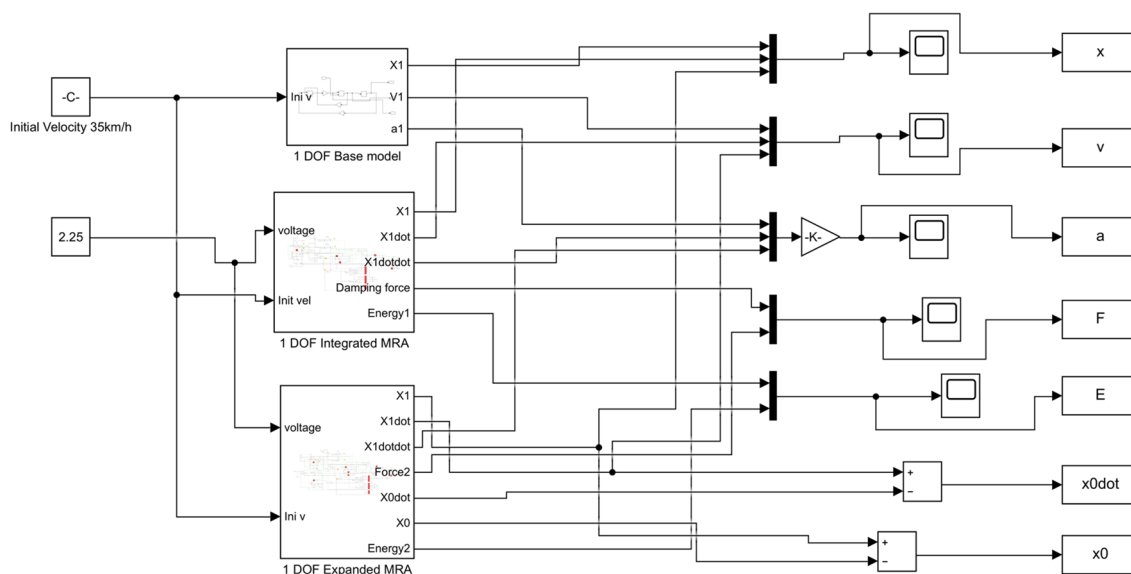 -C-
Initial Velocity 35km/h
2.25
Ini v
X1
V1
a1
1 DOF Base model
voltage
Init vel
X1
X1dot
X1dotdot
Damping force
Energy1
1 DOF Integrated MRA
voltage
Ini v
X1
X1dot
X1dotdot
Force2
X0dot
X0
Energy2
1 DOF Expanded MRA
-K-
+
−
+
−
x
v
a
F
E
x0dot
x0